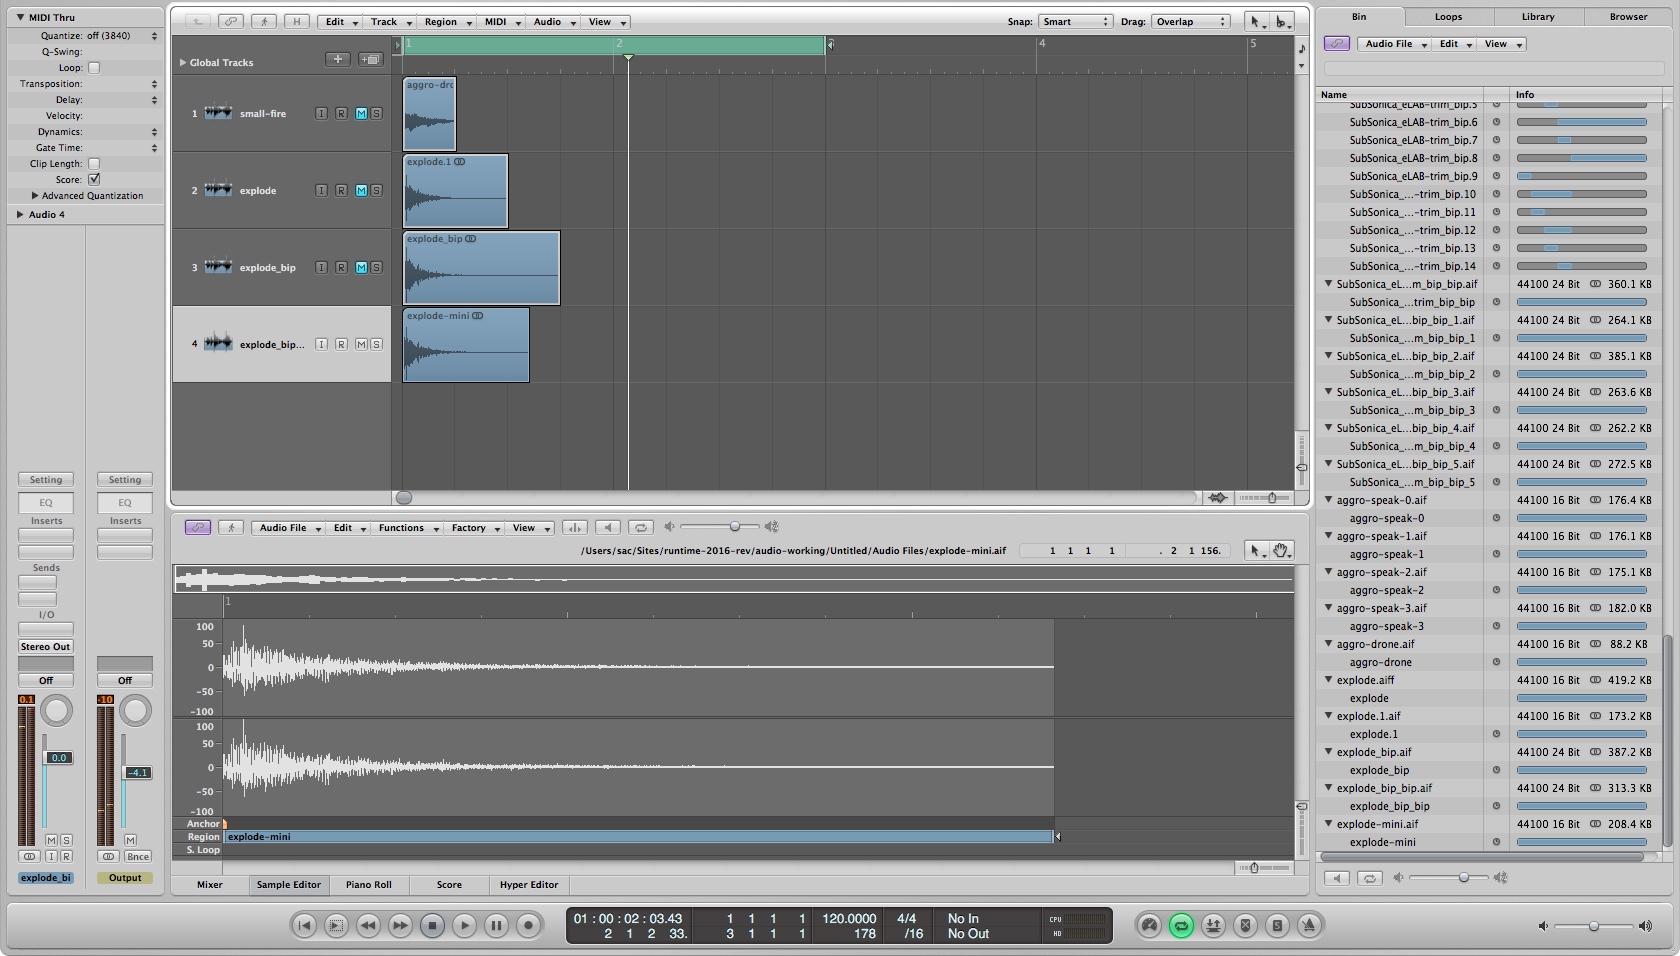 MIDI Thru
Quantize: off (3840)
Q-Swing:
Loop:
Transposition:
Delay:
Velocity:
Dynamics:
Gate Time:
Clip Length:
Score:
Advanced Quantization
Audio 4
Setting Setting
EQ EQ
Inserts Inserts
Sends
I/O
Stereo Out
Off Off
0.1 -10
0.0 -4.1
M S M
I R Bnce
explode_bi Output
H Edit Track Region MIDI Audio View Snap: Smart Drag: Overlap
Global Tracks
1 2 3 4 5
1 small-fire I R M S
aggro-drc
2 explode I R M S
explode.1
3 explode_bip I R M S
explode_bip
4 explode_bip... I R M S
explode-mini
Audio File Edit Functions Factory View
/Users/sac/Sites/runtime-2016-rev/audio-working/Untitled/Audio Files/explode-mini.aif 1 1 1 1 . 2 1 156.
1
100
50
0
-50
-100
100
50
0
-50
-100
Anchor
Region explode-mini
S. Loop
Mixer Sample Editor Piano Roll Score Hyper Editor
Bin Loops Library Browser
Audio File Edit View
Name Info
SubSonica_eLAB-trim_bip.5
SubSonica_eLAB-trim_bip.6
SubSonica_eLAB-trim_bip.7
SubSonica_eLAB-trim_bip.8
SubSonica_eLAB-trim_bip.9
SubSonica_...-trim_bip.10
SubSonica_...-trim_bip.11
SubSonica_...-trim_bip.12
SubSonica_...-trim_bip.13
SubSonica_...-trim_bip.14
SubSonica_eL...m_bip_bip.aif 44100 24 Bit 360.1 KB
SubSonica_...trim_bip_bip
SubSonica_eL...bip_bip_1.aif 44100 24 Bit 264.1 KB
SubSonica_...m_bip_bip_1
SubSonica_eL...bip_bip_2.aif 44100 24 Bit 385.1 KB
SubSonica_...m_bip_bip_2
SubSonica_eL...bip_bip_3.aif 44100 24 Bit 263.6 KB
SubSonica_...m_bip_bip_3
SubSonica_eL...bip_bip_4.aif 44100 24 Bit 262.2 KB
SubSonica_...m_bip_bip_4
SubSonica_eL...bip_bip_5.aif 44100 24 Bit 272.5 KB
SubSonica_...m_bip_bip_5
aggro-speak-0.aif 44100 16 Bit 176.4 KB
aggro-speak-0
aggro-speak-1.aif 44100 16 Bit 176.1 KB
aggro-speak-1
aggro-speak-2.aif 44100 16 Bit 175.1 KB
aggro-speak-2
aggro-speak-3.aif 44100 16 Bit 182.0 KB
aggro-speak-3
aggro-drone.aif 44100 16 Bit 88.2 KB
aggro-drone
explode.aiff 44100 16 Bit 419.2 KB
explode
explode.1.aif 44100 16 Bit 173.2 KB
explode.1
explode_bip.aif 44100 24 Bit 387.2 KB
explode_bip
explode_bip_bip.aif 44100 24 Bit 313.3 KB
explode_bip_bip
explode-mini.aif 44100 24 Bit 208.4 KB
explode-mini
01 : 00 : 02 : 03.43 1 1 1 1 120.0000 4/4 No In CPU
2 1 2 33. 3 1 1 1 178 /16 No Out HD
S